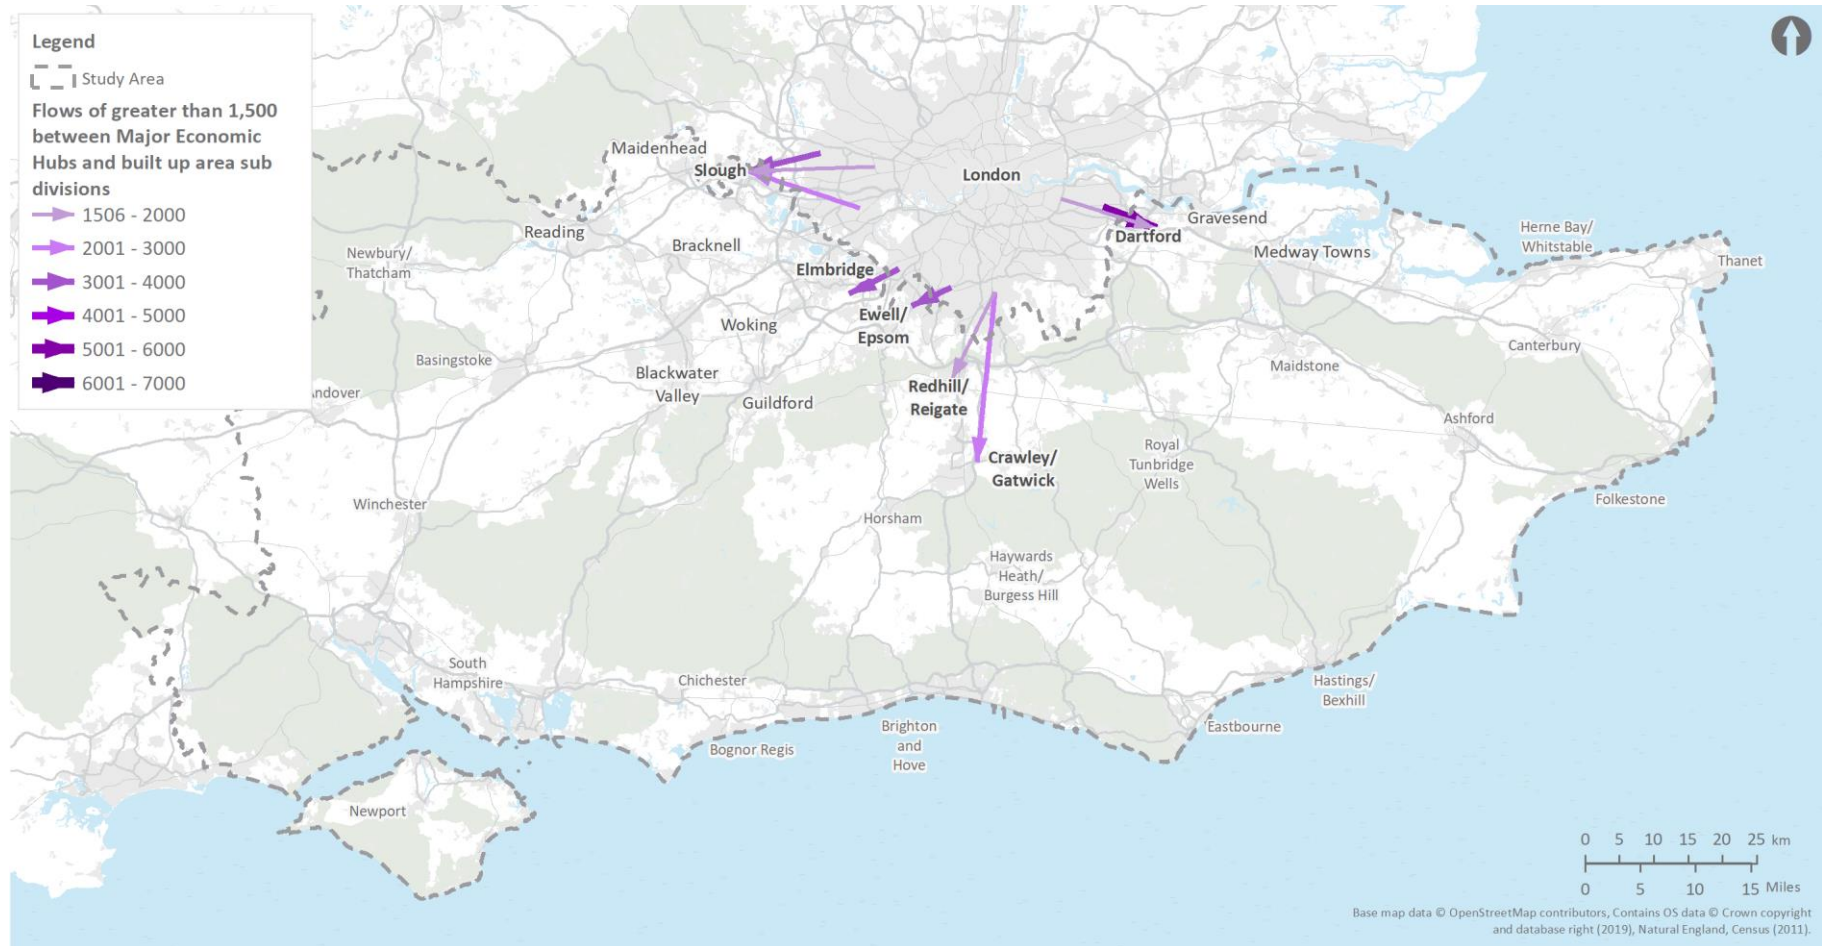 Legend
Study Area
Flows of greater than 1,500
between Major Economic
Hubs and built up area sub
divisions
1506 - 2000
2001 - 3000
3001 - 4000
4001 - 5000
5001 - 6000
6001 - 7000
Maidenhead
Slough
London
Reading
Bracknell
Newbury/
Thatcham
Elmbridge
Dartford
Gravesend
Medway Towns
Herne Bay/
Whitstable
Thanet
Ewell/
Epsom
Woking
Basingstoke
Blackwater
Valley
Guildford
Redhill/
Reigate
Maidstone
Canterbury
ndover
Ashford
Crawley/
Gatwick
Royal
Tunbridge
Wells
Winchester
Folkestone
Horsham
Haywards
Heath/
Burgess Hill
South
Hampshire
Chichester
Hastings/
Bexhill
Brighton
and
Hove
Eastbourne
Bognor Regis
Newport
0 5 10 15 20 25 km
0 5 10 15 Miles
Base map data © OpenStreetMap contributors, Contains OS data © Crown copyright
and database right (2019), Natural England, Census (2011).